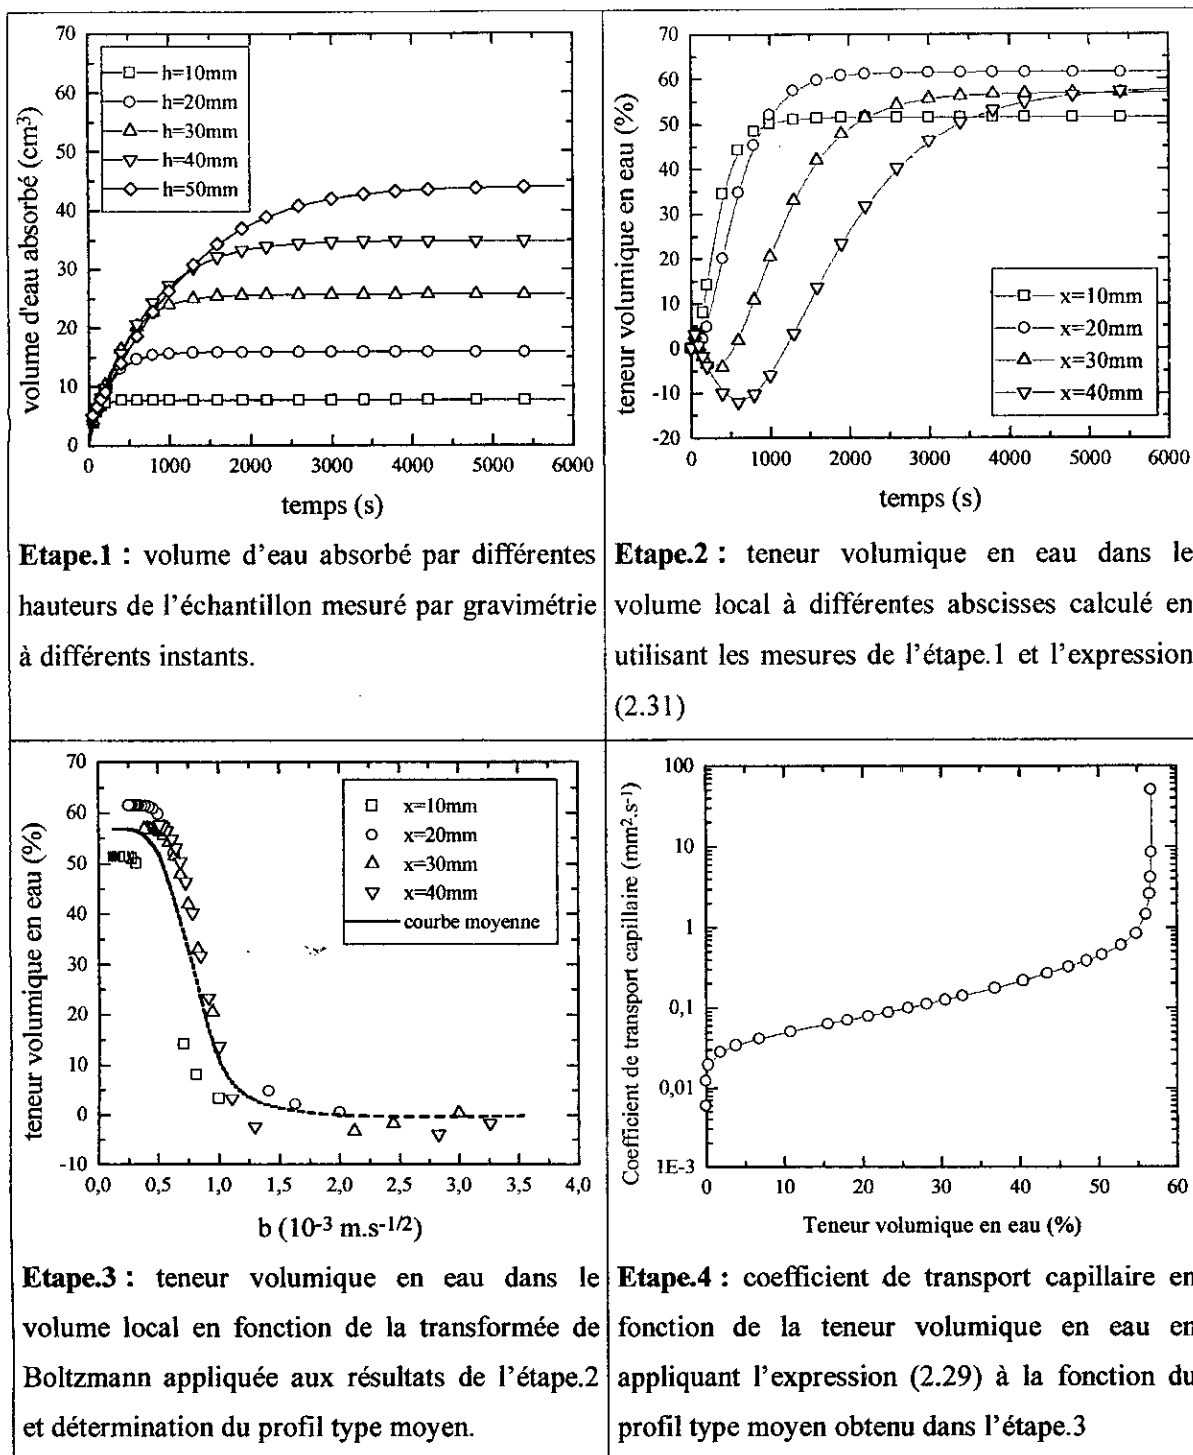 70
60
50
40
30
20
10
0
volume d'eau absorbé (cm³)
h=10mm
h=20mm
h=30mm
h=40mm
h=50mm
0 1000 2000 3000 4000 5000 6000
temps (s)
Etape.1 : volume d'eau absorbé par différentes
hauteurs de l'échantillon mesuré par gravimétrie
à différents instants.
70
60
50
40
30
20
10
0
-10
-20
teneur volumique en eau (%)
x=10mm
x=20mm
x=30mm
x=40mm
0 1000 2000 3000 4000 5000 6000
temps (s)
Etape.2 : teneur volumique en eau dans le
volume local à différentes abscisses calculé en
utilisant les mesures de l'étape.1 et l'expression
(2.31)
70
60
50
40
30
20
10
0
-10
teneur volumique en eau (%)
x=10mm
x=20mm
x=30mm
x=40mm
courbe moyenne
0,0 0,5 1,0 1,5 2,0 2,5 3,0 3,5 4,0
b (10⁻³ m.s⁻¹/²)
Etape.3 : teneur volumique en eau dans le
volume local en fonction de la transformée de
Boltzmann appliquée aux résultats de l'étape.2
et détermination du profil type moyen.
100
10
1
0,1
0,01
1E-3
Coefficient de transport capillaire (mm².s⁻¹)
0 10 20 30 40 50 60
Teneur volumique en eau (%)
Etape.4 : coefficient de transport capillaire en
fonction de la teneur volumique en eau en
appliquant l'expression (2.29) à la fonction du
profil type moyen obtenu dans l'étape.3